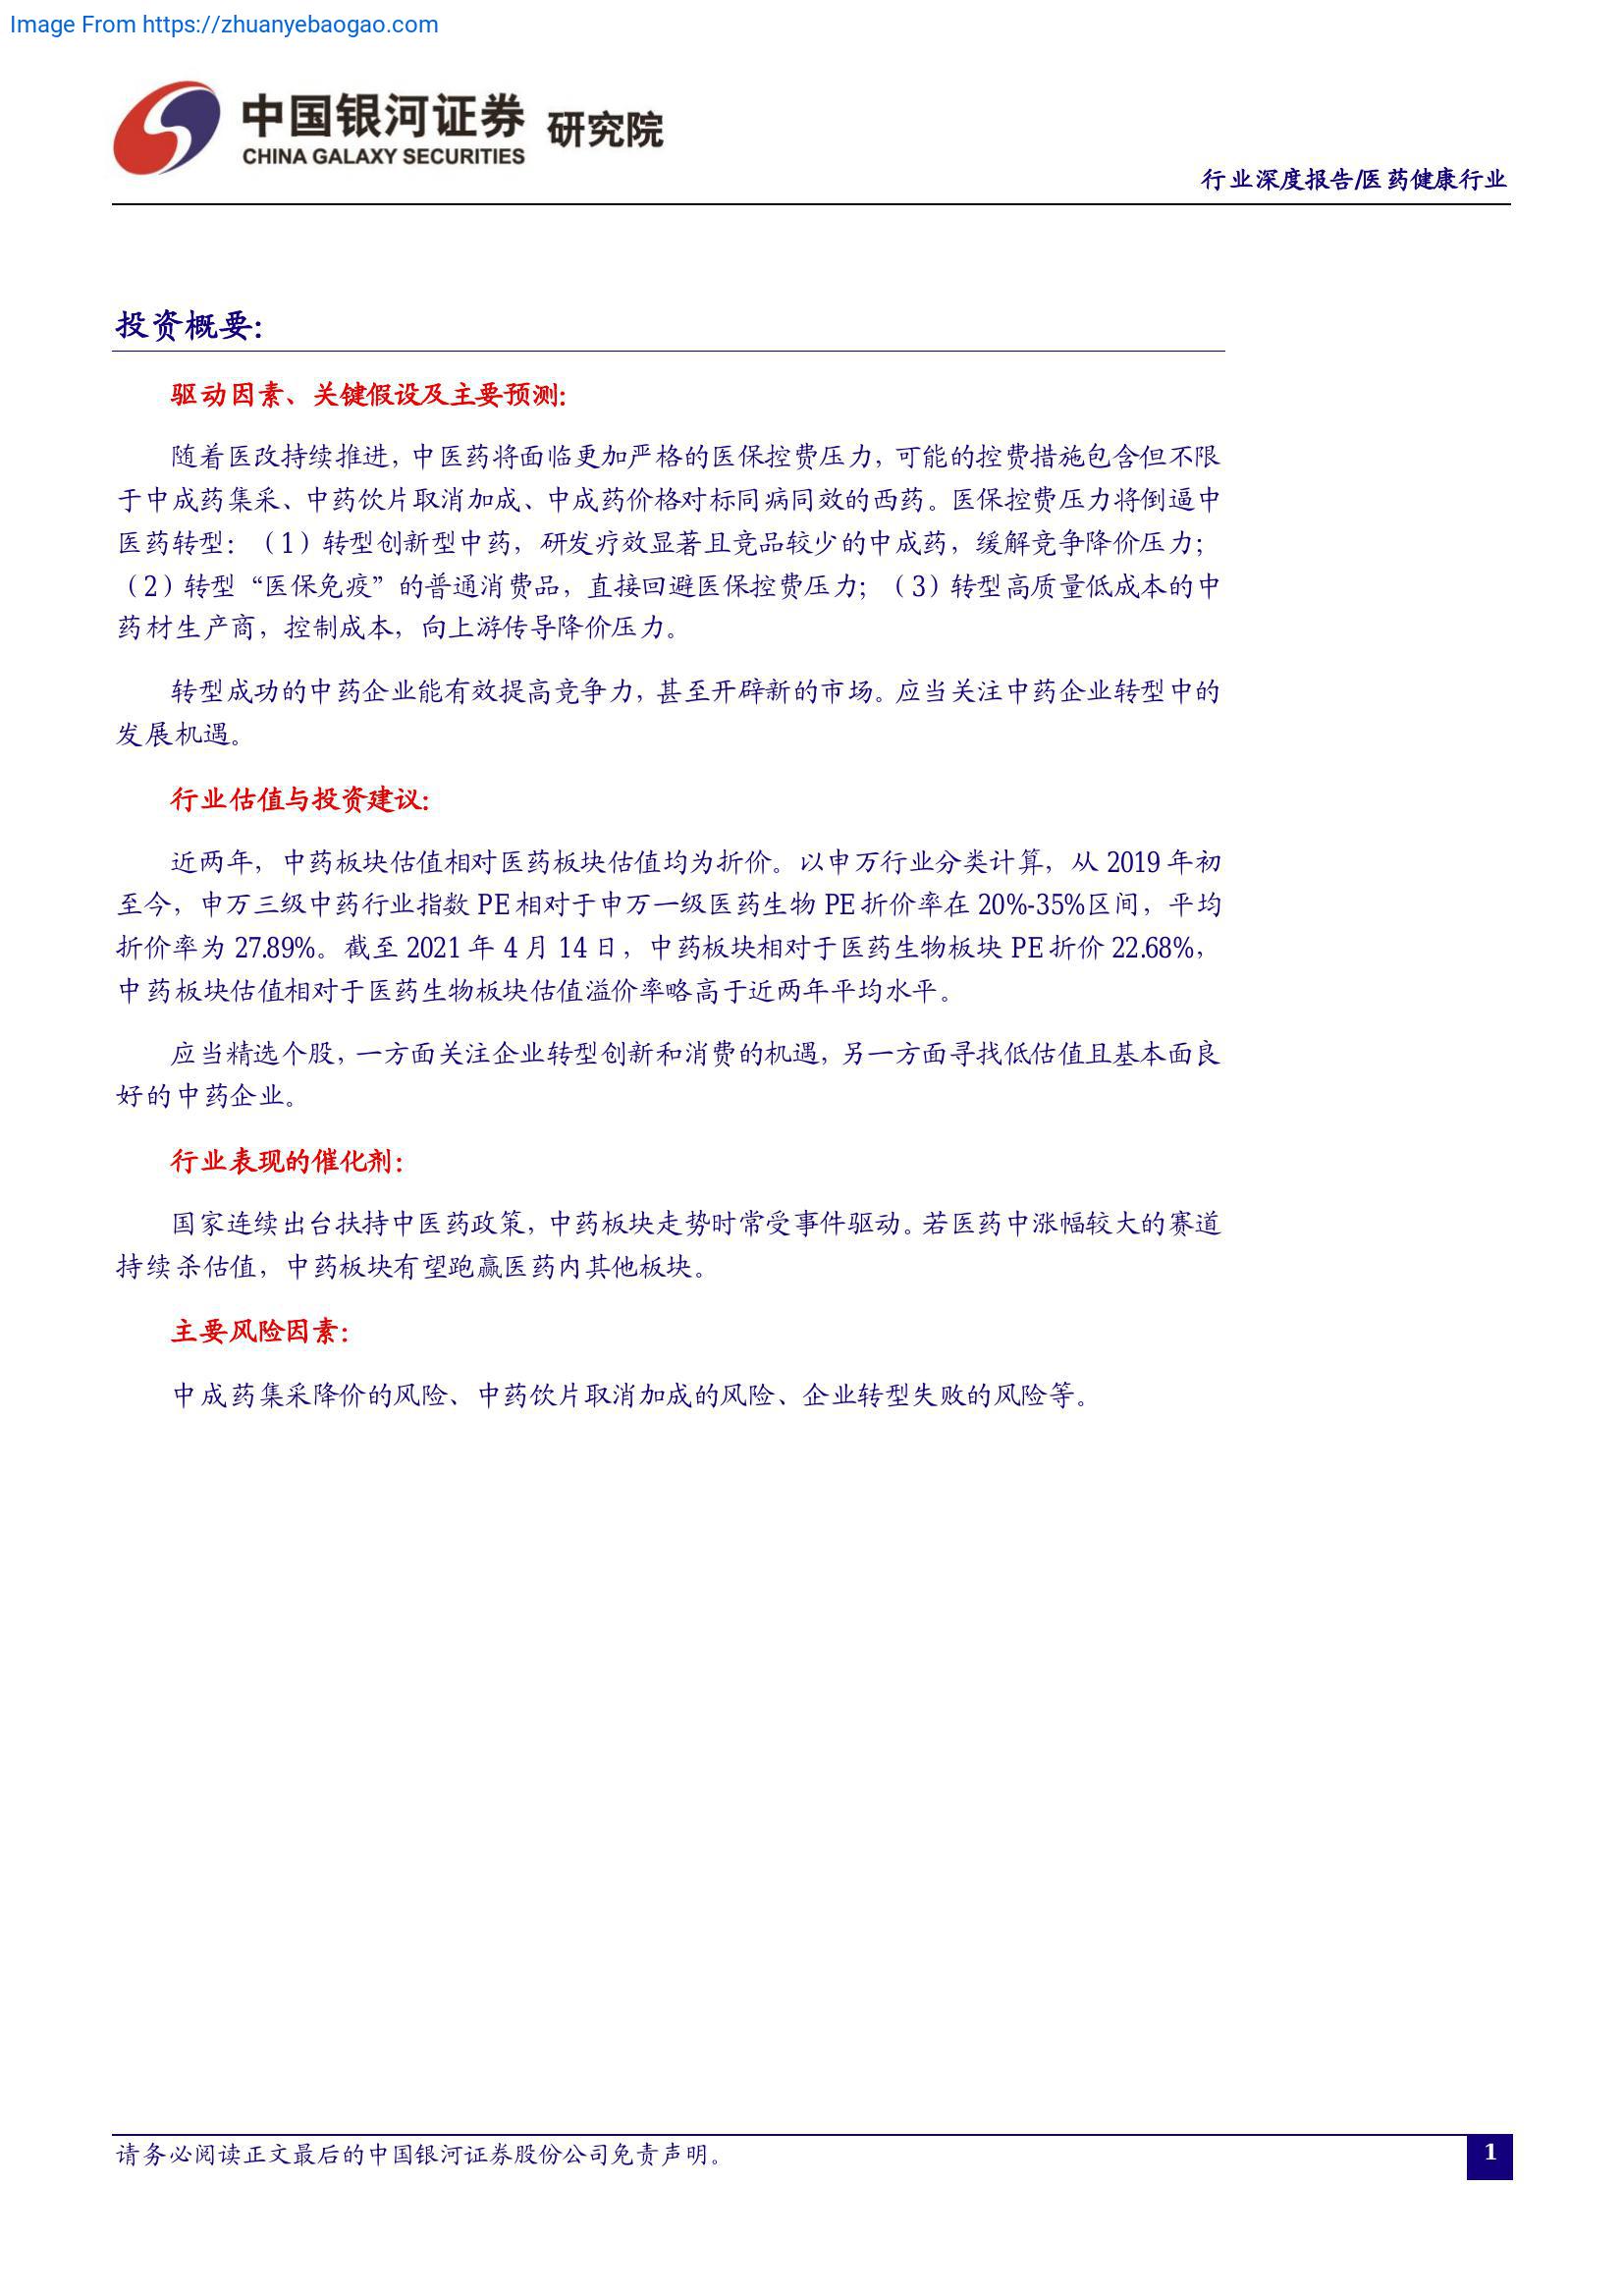 Image From https://zhuanyebaogao.com
中国银河证券 研究院
CHINA GALAXY SECURITIES
行业深度报告/医药健康行业
投资概要:
驱动因素、关键假设及主要预测:
随着医改持续推进，中医药将面临更加严格的医保控费压力，可能的控费措施包含但不限
于中成药集采、中药饮片取消加成、中成药价格对标同病同效的西药。医保控费压力将倒逼中
医药转型：（1）转型创新型中药，研发疗效显著且竞品较少的中成药，缓解竞争降价压力；
（2）转型“医保免疫”的普通消费品，直接回避医保控费压力；（3）转型高质量低成本的中
药材生产商，控制成本，向上游传导降价压力。
转型成功的中药企业能有效提高竞争力，甚至开辟新的市场。应当关注中药企业转型中的
发展机遇。
行业估值与投资建议:
近两年，中药板块估值相对医药板块估值均为折价。以申万行业分类计算，从 2019 年初
至今，申万三级中药行业指数 PE 相对于申万一级医药生物 PE 折价率在 20%-35%区间，平均
折价率为 27.89%。截至 2021 年 4 月 14 日，中药板块相对于医药生物板块 PE 折价 22.68%，
中药板块估值相对于医药生物板块估值溢价率略高于近两年平均水平。
应当精选个股，一方面关注企业转型创新和消费的机遇，另一方面寻找低估值且基本面良
好的中药企业。
行业表现的催化剂：
国家连续出台扶持中医药政策，中药板块走势时常受事件驱动。若医药中涨幅较大的赛道
持续杀估值，中药板块有望跑赢医药内其他板块。
主要风险因素：
中成药集采降价的风险、中药饮片取消加成的风险、企业转型失败的风险等。
请务必阅读正文最后的中国银河证券股份公司免责声明。
1